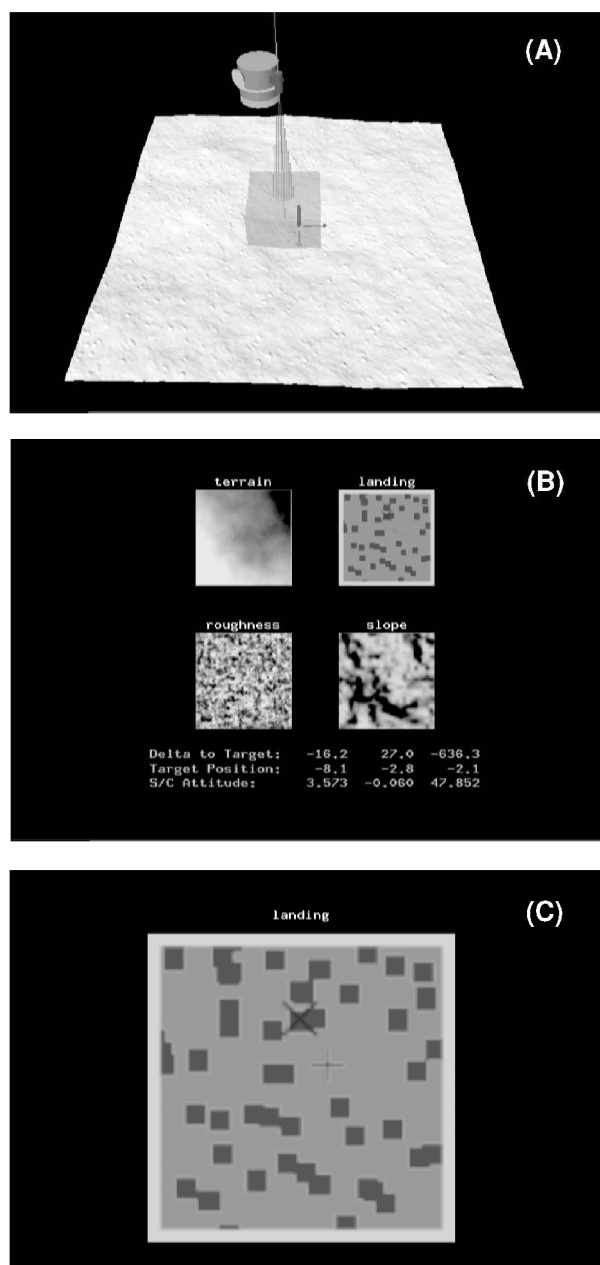 (A)
(B)
terrain landing
roughness slope
Delta to Target: -16.2 27.0 -636.3
Target Position: -8.1 -2.8 -2.1
S/C Attitude: 3.573 -0.060 47.852
(C)
landing